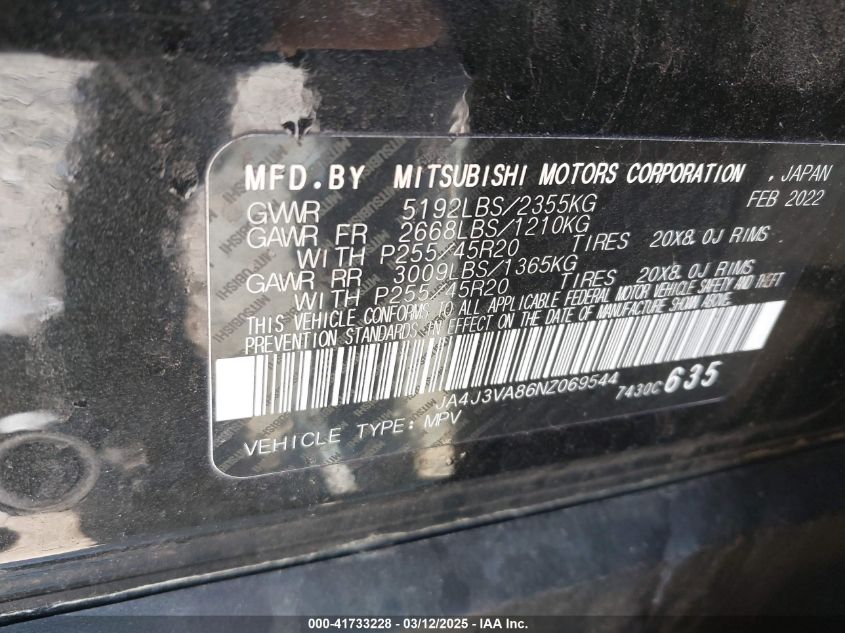 MFD.BY MITSUBISHI MOTORS CORPORATION , JAPAN
GVWR 5192LBS/2355KG FEB 2022
GAWR FR 2668LBS/1210KG
WITH P255/45R20 TIRES 20X8.0J RIMS
GAWR RR 3009LBS/1365KG
WITH P255/45R20 TIRES 20X8.0J RIMS
THIS VEHICLE CONFORMS TO ALL APPLICABLE FEDERAL MOTOR VEHICLE SAFETY AND THEFT
PREVENTION STANDARDS IN EFFECT ON THE DATE OF MANUFACTURE SHOWN ABOVE.
JA4J3VA86NZ069544 7430C 635
VEHICLE TYPE: MPV
000-41733228 - 03/12/2025 - IAA Inc.